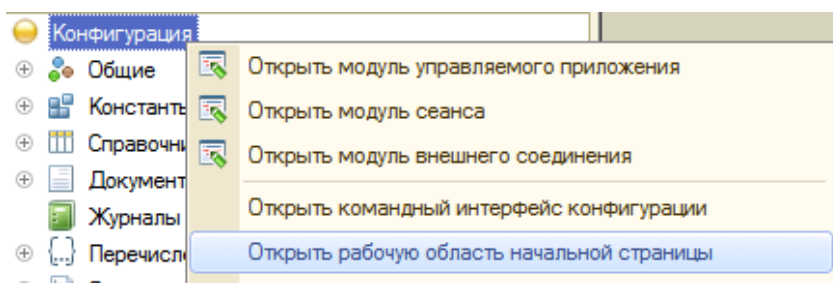 Конфигурация
Общие
Открыть модуль управляемого приложения
Открыть модуль сеанса
Открыть модуль внешнего соединения
Журналы
Открыть командный интерфейс конфигурации
Открыть рабочую область начальной страницы